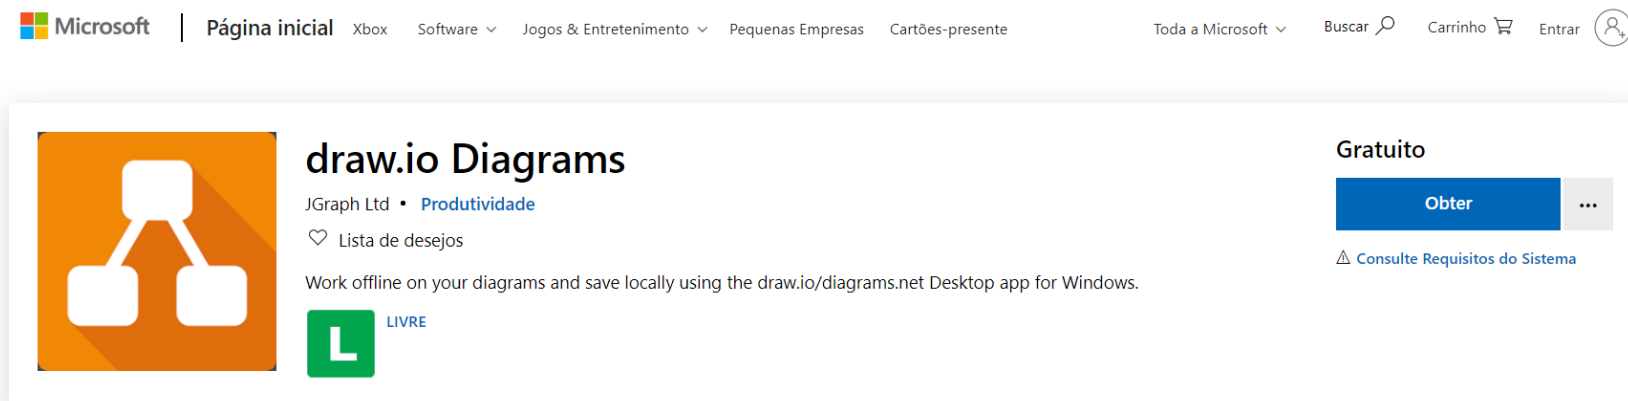 Microsoft Página inicial Xbox Software Jogos & Entretenimento Pequenas Empresas Cartões-presente Toda a Microsoft Buscar Carrinho Entrar
draw.io Diagrams
JGraph Ltd • Produtividade
Lista de desejos
Work offline on your diagrams and save locally using the draw.io/diagrams.net Desktop app for Windows.
L LIVRE
Gratuito
Obter ...
Consulte Requisitos do Sistema